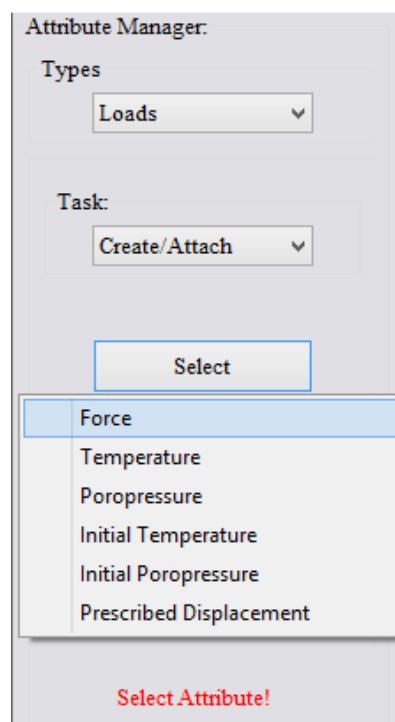 Attribute Manager:
Types
Loads
Task:
Create/Attach
Select
Force
Temperature
Poropressure
Initial Temperature
Initial Poropressure
Prescribed Displacement
Select Attribute!